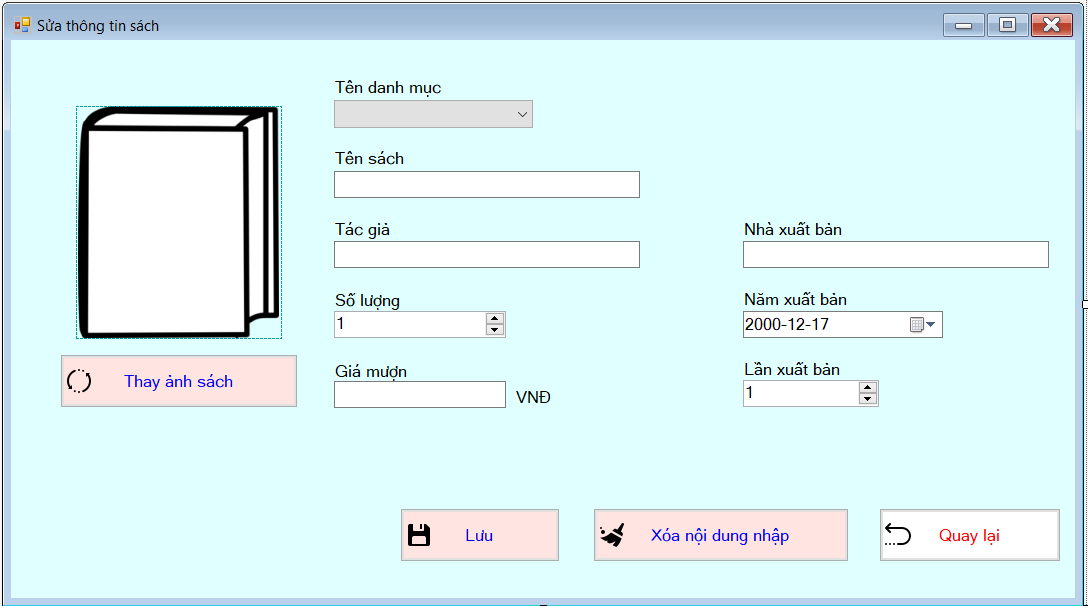 Sửa thông tin sách
Tên danh mục
Tên sách
Tác giả
Nhà xuất bản
Số lượng
1
Năm xuất bản
2000-12-17
Giá mượn
VNĐ
Lần xuất bản
1
Thay ảnh sách
Lưu
Xóa nội dung nhập
Quay lại